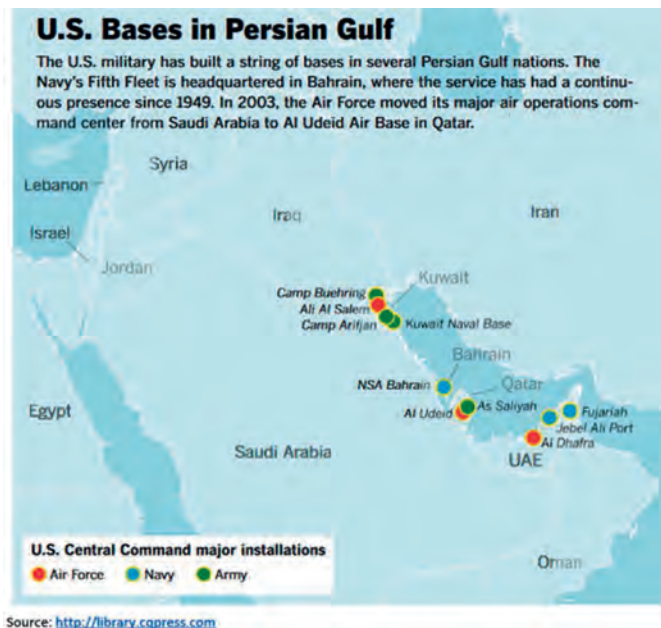 U.S. Bases in Persian Gulf
The U.S. military has built a string of bases in several Persian Gulf nations. The
Navy's Fifth Fleet is headquartered in Bahrain, where the service has had a continu-
ous presence since 1949. In 2003, the Air Force moved its major air operations com-
mand center from Saudi Arabia to Al Udeid Air Base in Qatar.
Syria
Lebanon
Iraq
Iran
Israel
Jordan
Kuwait
Camp Buehring
Ali Al Salem
Camp Arifjan
Kuwait Naval Base
Bahrain
NSA Bahrain
Qatar
As Saliyah
Al Udeid
Egypt
Fujariah
Jebel Ali Port
Al Dhafra
Saudi Arabia
UAE
Oman
U.S. Central Command major installations
Air Force Navy Army
Source: http://library.cqpress.com